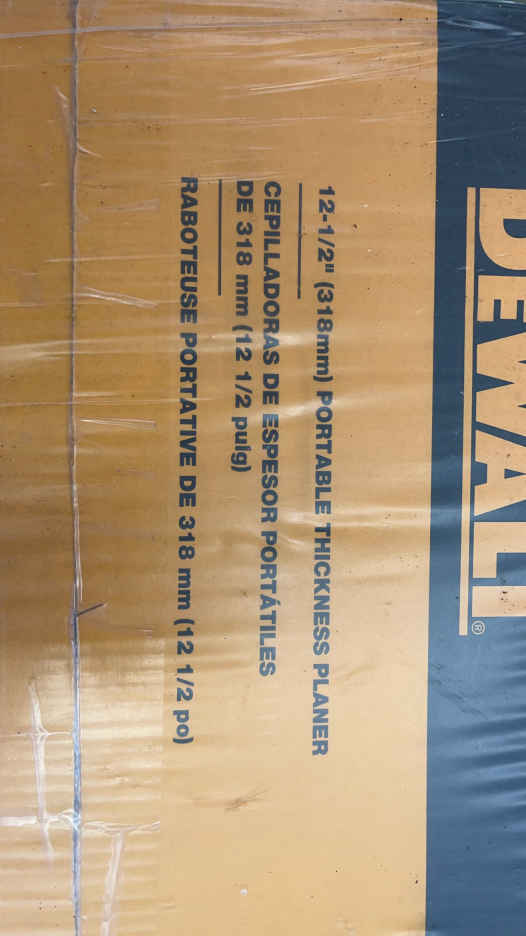 DEWALT®
12-1/2" (318mm) PORTABLE THICKNESS PLANER
CEPILLADORAS DE ESPESOR PORTÁTILES
DE 318 mm (12 1/2 pulg)
RABOTEUSE PORTATIVE DE 318 mm (12 1/2 po)